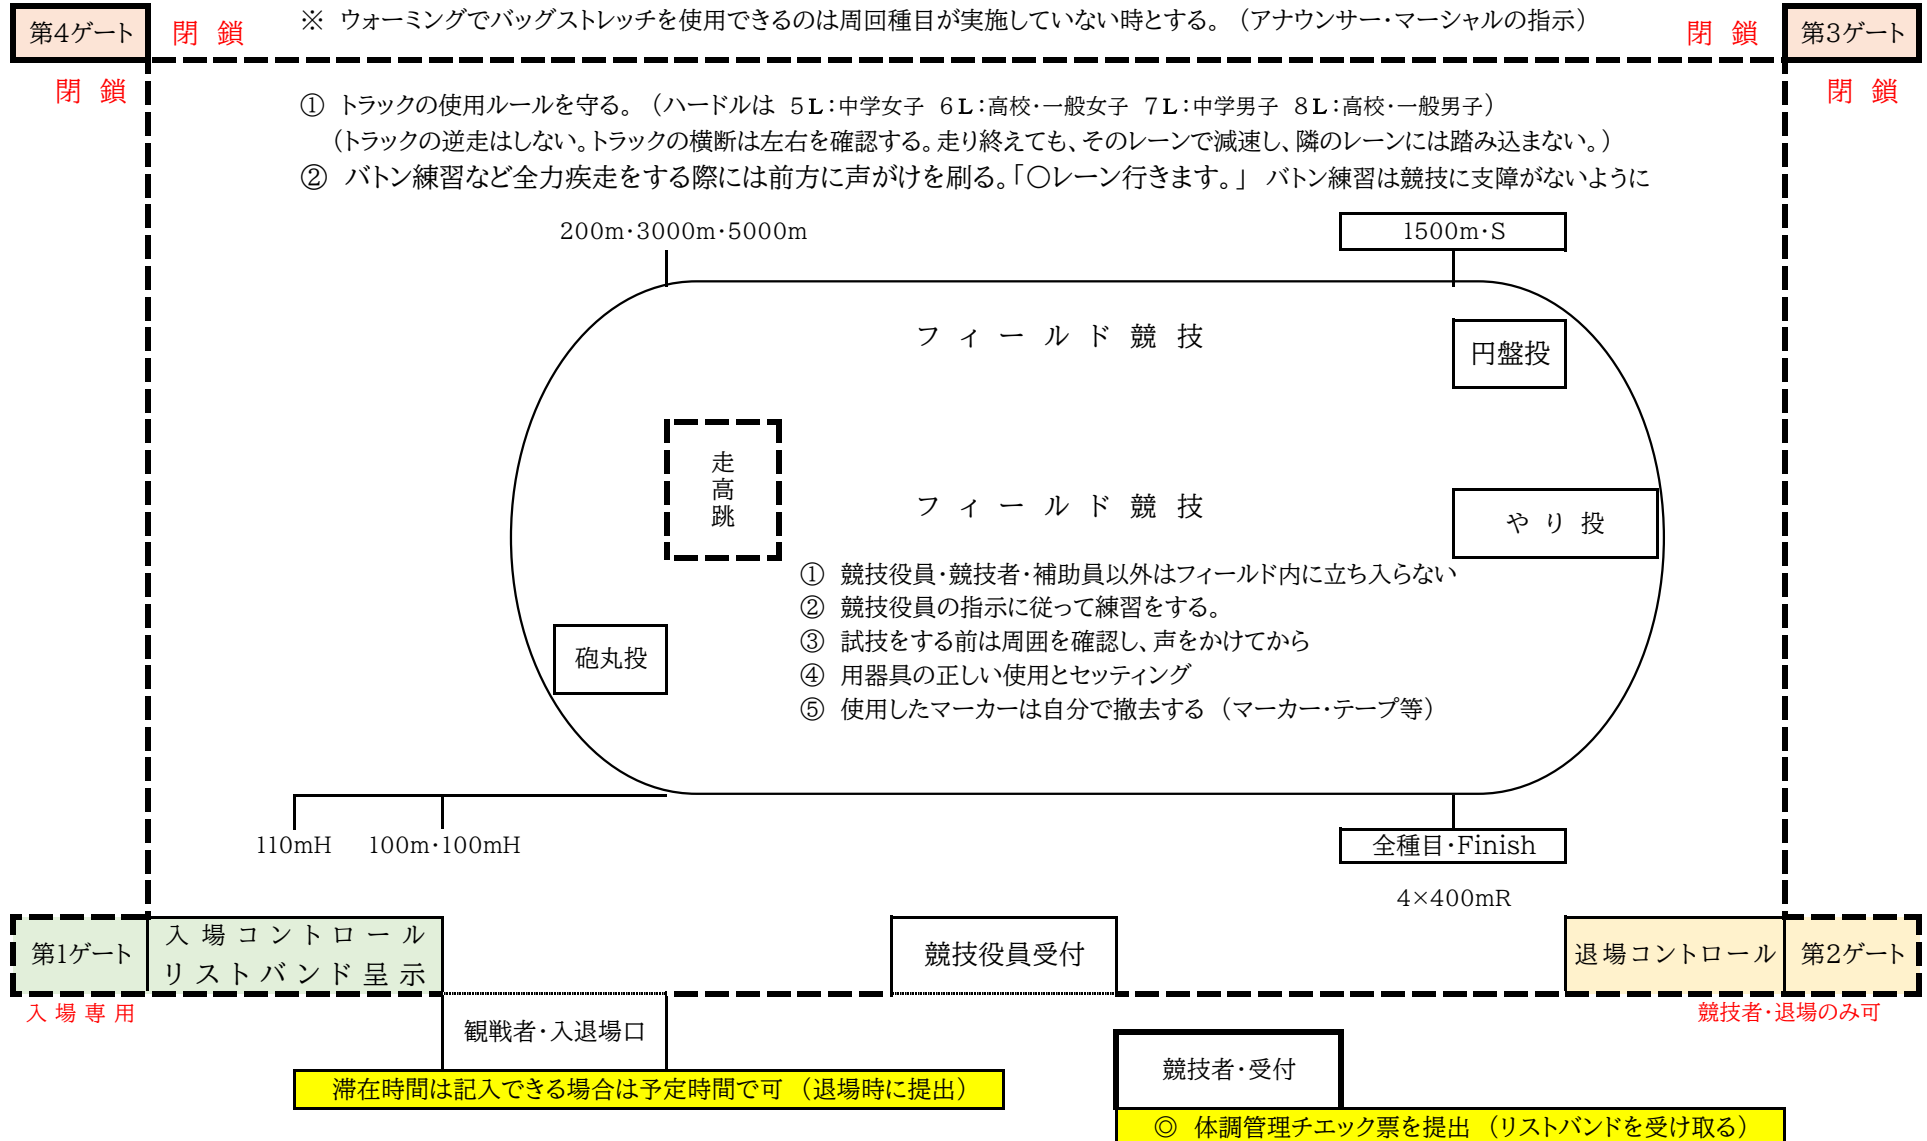 第4ゲート
閉 鎖
※ ウォーミングでバッグストレッチを使用できるのは周回種目が実施していない時とする。（アナウンサー・マーシャルの指示）
閉 鎖
第3ゲート
閉 鎖
閉 鎖
① トラックの使用ルールを守る。（ハードルは 5L：中学女子 6L：高校・一般女子 7L：中学男子 8L：高校・一般男子）
（トラックの逆走はしない。トラックの横断は左右を確認する。走り終えても、そのレーンで減速し、隣のレーンには踏み込まない。）
② バトン練習など全力疾走をする際には前方に声がけを刷る。「○レーン行きます。」 バトン練習は競技に支障がないように
200m・3000m・5000m
1500m・S
フィールド競技
円盤投
走高跳
フィールド競技
やり投
① 競技役員・競技者・補助員以外はフィールド内に立ち入らない
② 競技役員の指示に従って練習をする。
③ 試技をする前は周囲を確認し、声をかけてから
④ 用器具の正しい使用とセッティング
⑤ 使用したマーカーは自分で撤去する（マーカー・テープ等）
砲丸投
110mH
100m・100mH
全種目・Finish
4×400mR
第1ゲート
入場コントロール
リストバンド呈示
競技役員受付
退場コントロール
第2ゲート
入場専用
競技者・退場のみ可
観戦者・入退場口
競技者・受付
滞在時間は記入できる場合は予定時間で可（退場時に提出）
◎ 体調管理チエック票を提出（リストバンドを受け取る）